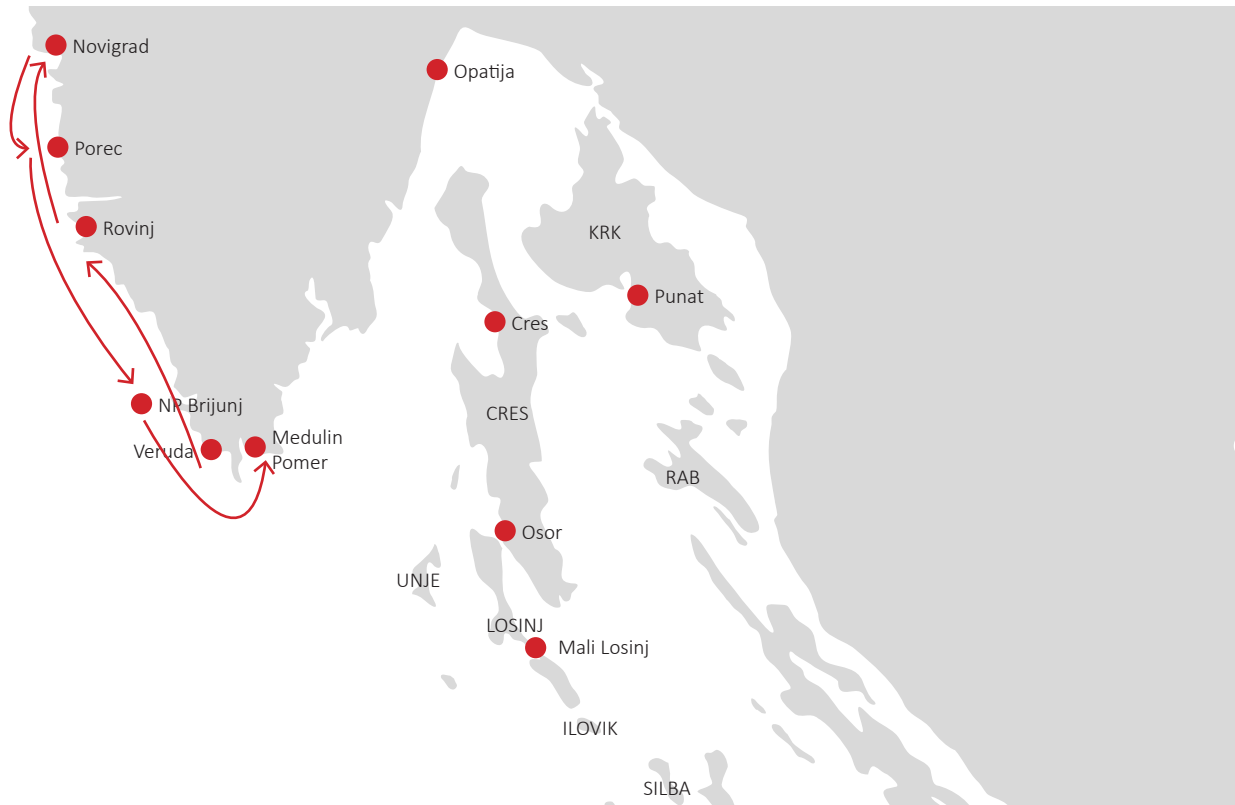 Novigrad
Opatija
Porec
Rovinj
KRK
Punat
Cres
NP Brijunj
CRES
Medulin
Pomer
Veruda
RAB
Osor
UNJE
LOSINJ
Mali Losinj
ILOVIK
SILBA